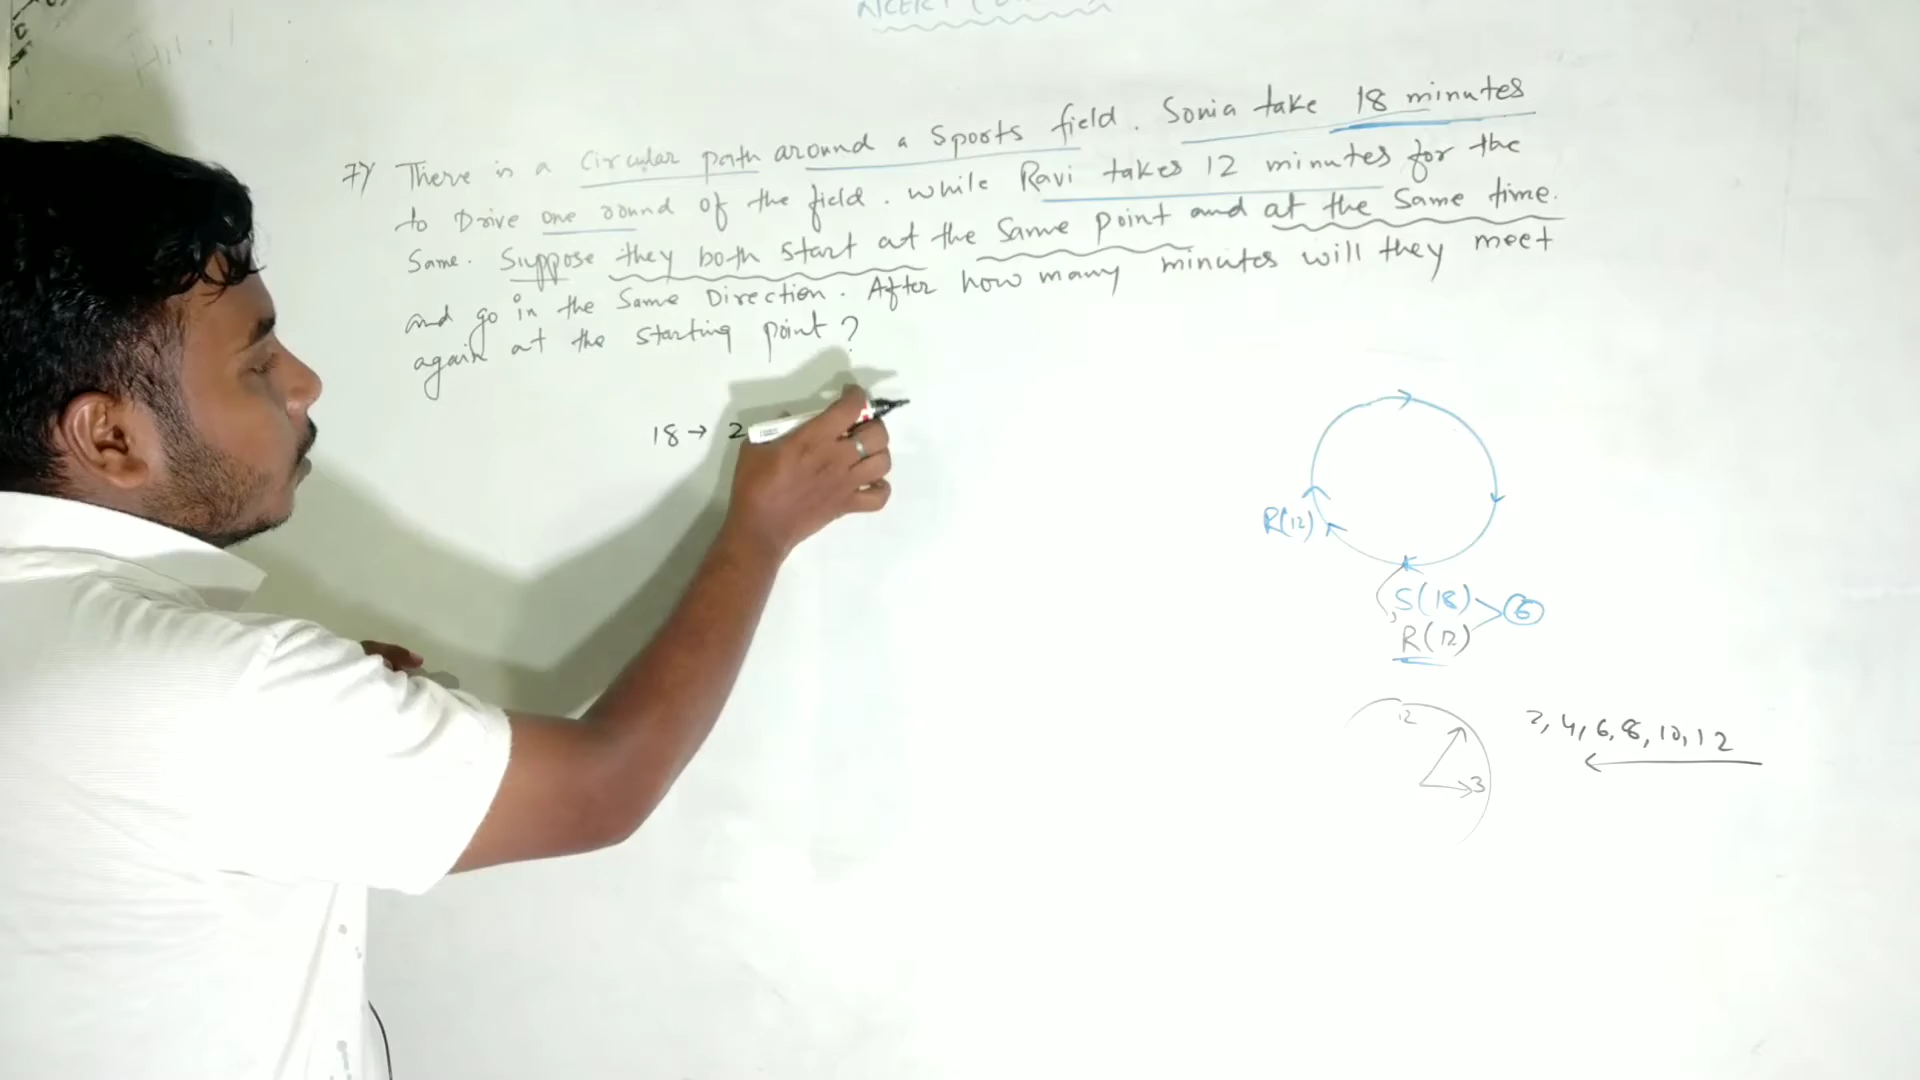 NCERT
7) There is a circular path around a Sports field. Sonia take 18 minutes
to Drive one round of the field. while Ravi takes 12 minutes for the
Same. Suppose they both start at the same point and at the same time.
and go in the Same Direction. After how many minutes will they meet
again at the starting point?
18→ 2
R(12)
S(18)
6
R(12)
12
3
2, 4, 6, 8, 10, 12